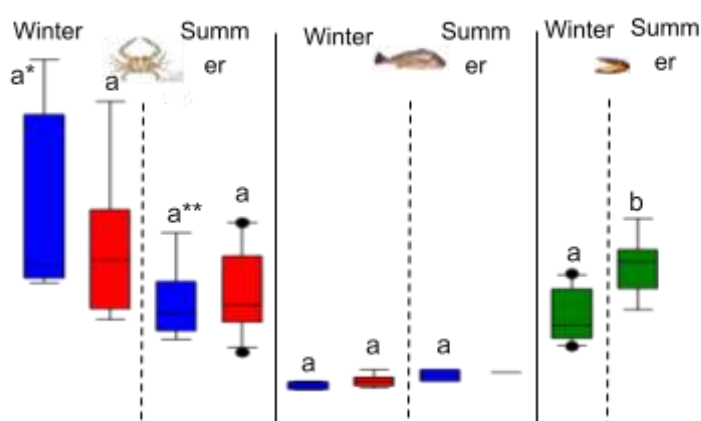 Winter Summ
er
Winter Summ
er
Winter Summ
er
a* a
a** a
a a a
a b